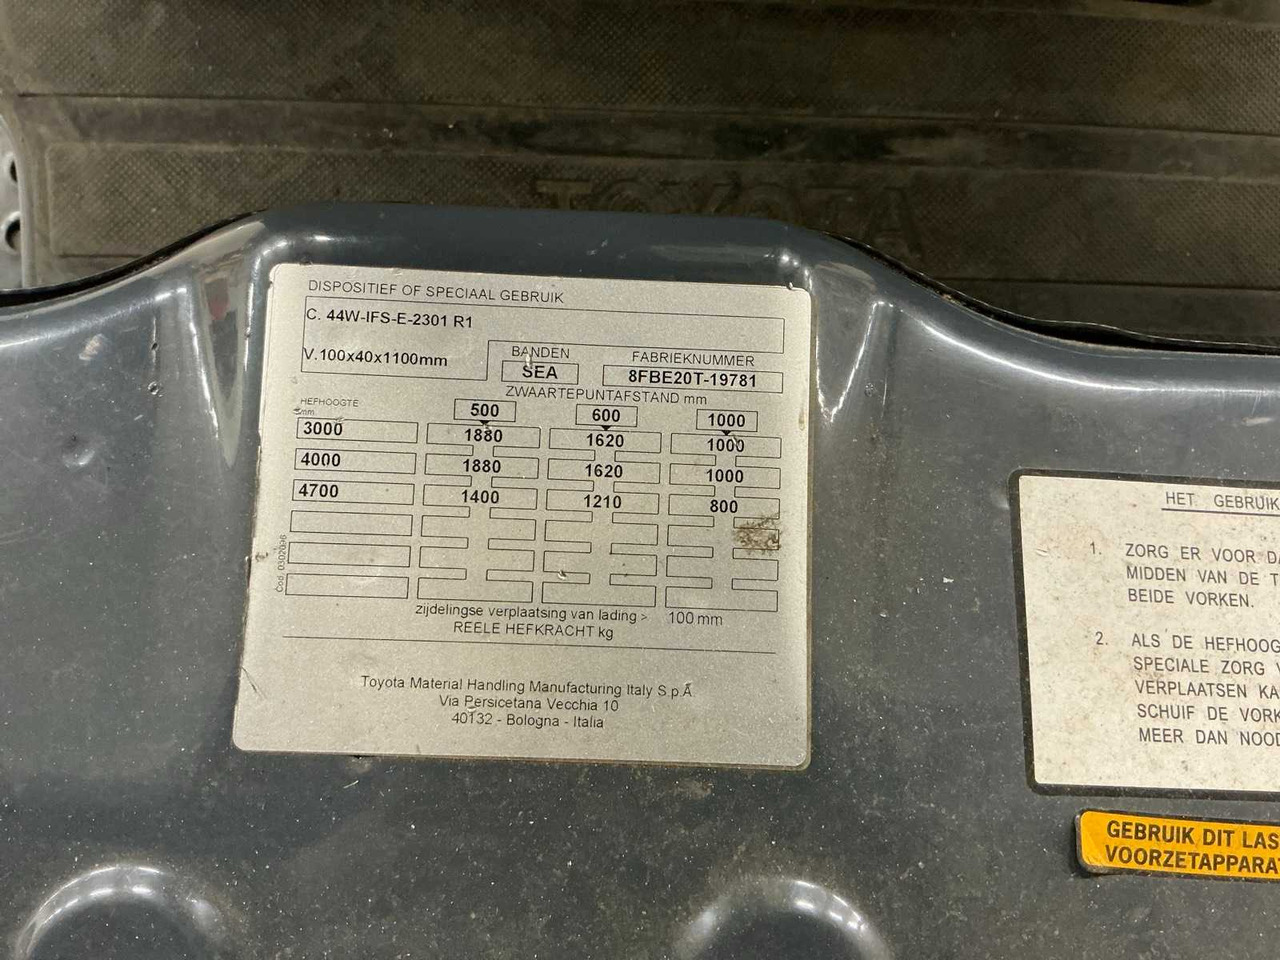 TOYOTA
DISPOSITIEF OF SPECIAAL GEBRUIK
C. 44W-IFS-E-2301 R1
V.100x40x1100mm
BANDEN
SEA
FABRIEKNUMMER
8FBE20T-19781
ZWAARTEPUNTAFSTAND mm
HEFHOOGTE
mm
500 600 1000
3000 1880 1620 1000
4000 1880 1620 1000
4700 1400 1210 800
zijdelingse verplaatsing van lading > 100 mm
REELE HEFKRACHT kg
Toyota Material Handling Manufacturing Italy S.p.A
Via Persicetana Vecchia 10
40132 - Bologna - Italia
HET GEBRUIK
1. ZORG ER VOOR
MIDDEN VAN DE
BEIDE VORKEN.
2. ALS DE HEFHOOG
SPECIALE ZORG
VERPLAATSEN KA
SCHUIF DE VORK
MEER DAN NOOD
GEBRUIK DIT LAS
VOORZETAPPARA